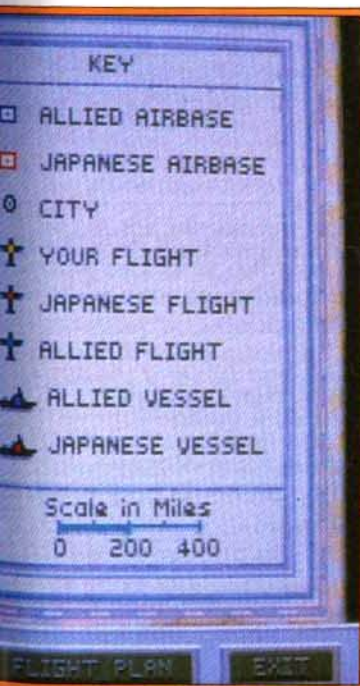 KEY
ALLIED AIRBASE
JAPANESE AIRBASE
CITY
YOUR FLIGHT
JAPANESE FLIGHT
ALLIED FLIGHT
ALLIED VESSEL
JAPANESE VESSEL
Scale in Miles
0 200 400
FLIGHT PLAN EXIT